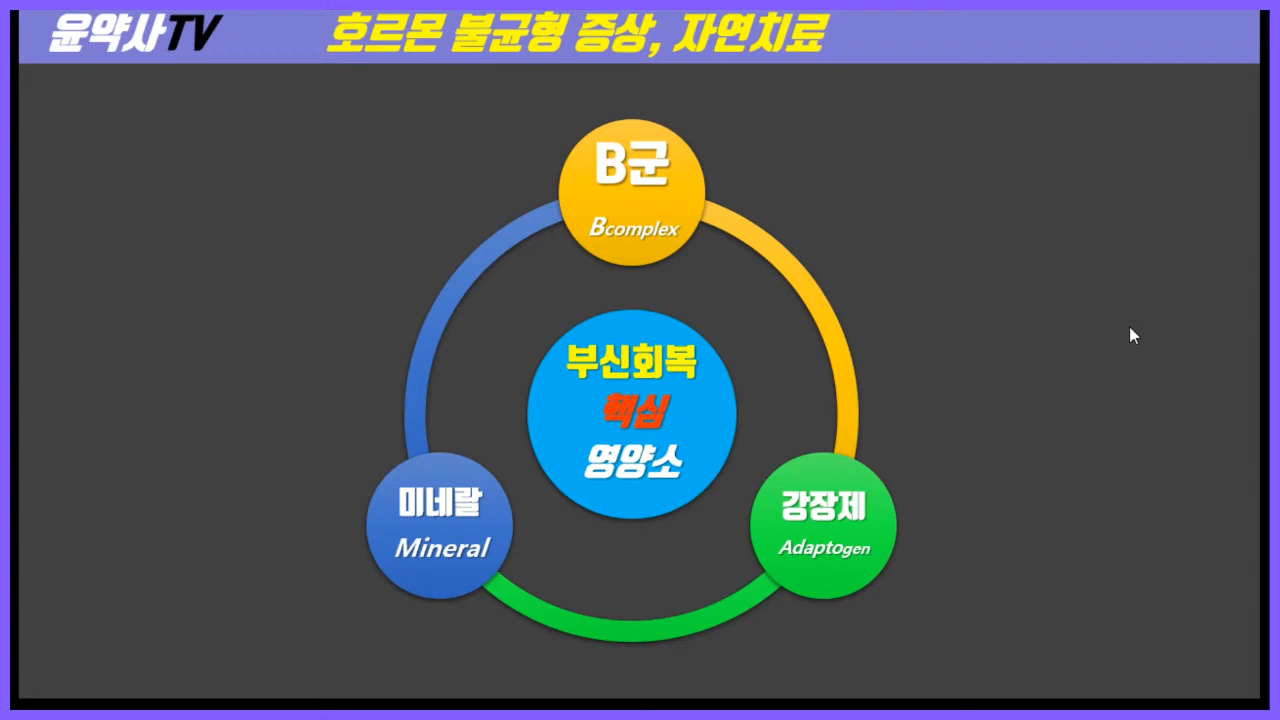 윤약사TV 호르몬 불균형 증상, 자연치료
B군
Bcomplex
부신회복
핵심
영양소
미네랄
Mineral
강장제
Adaptogen